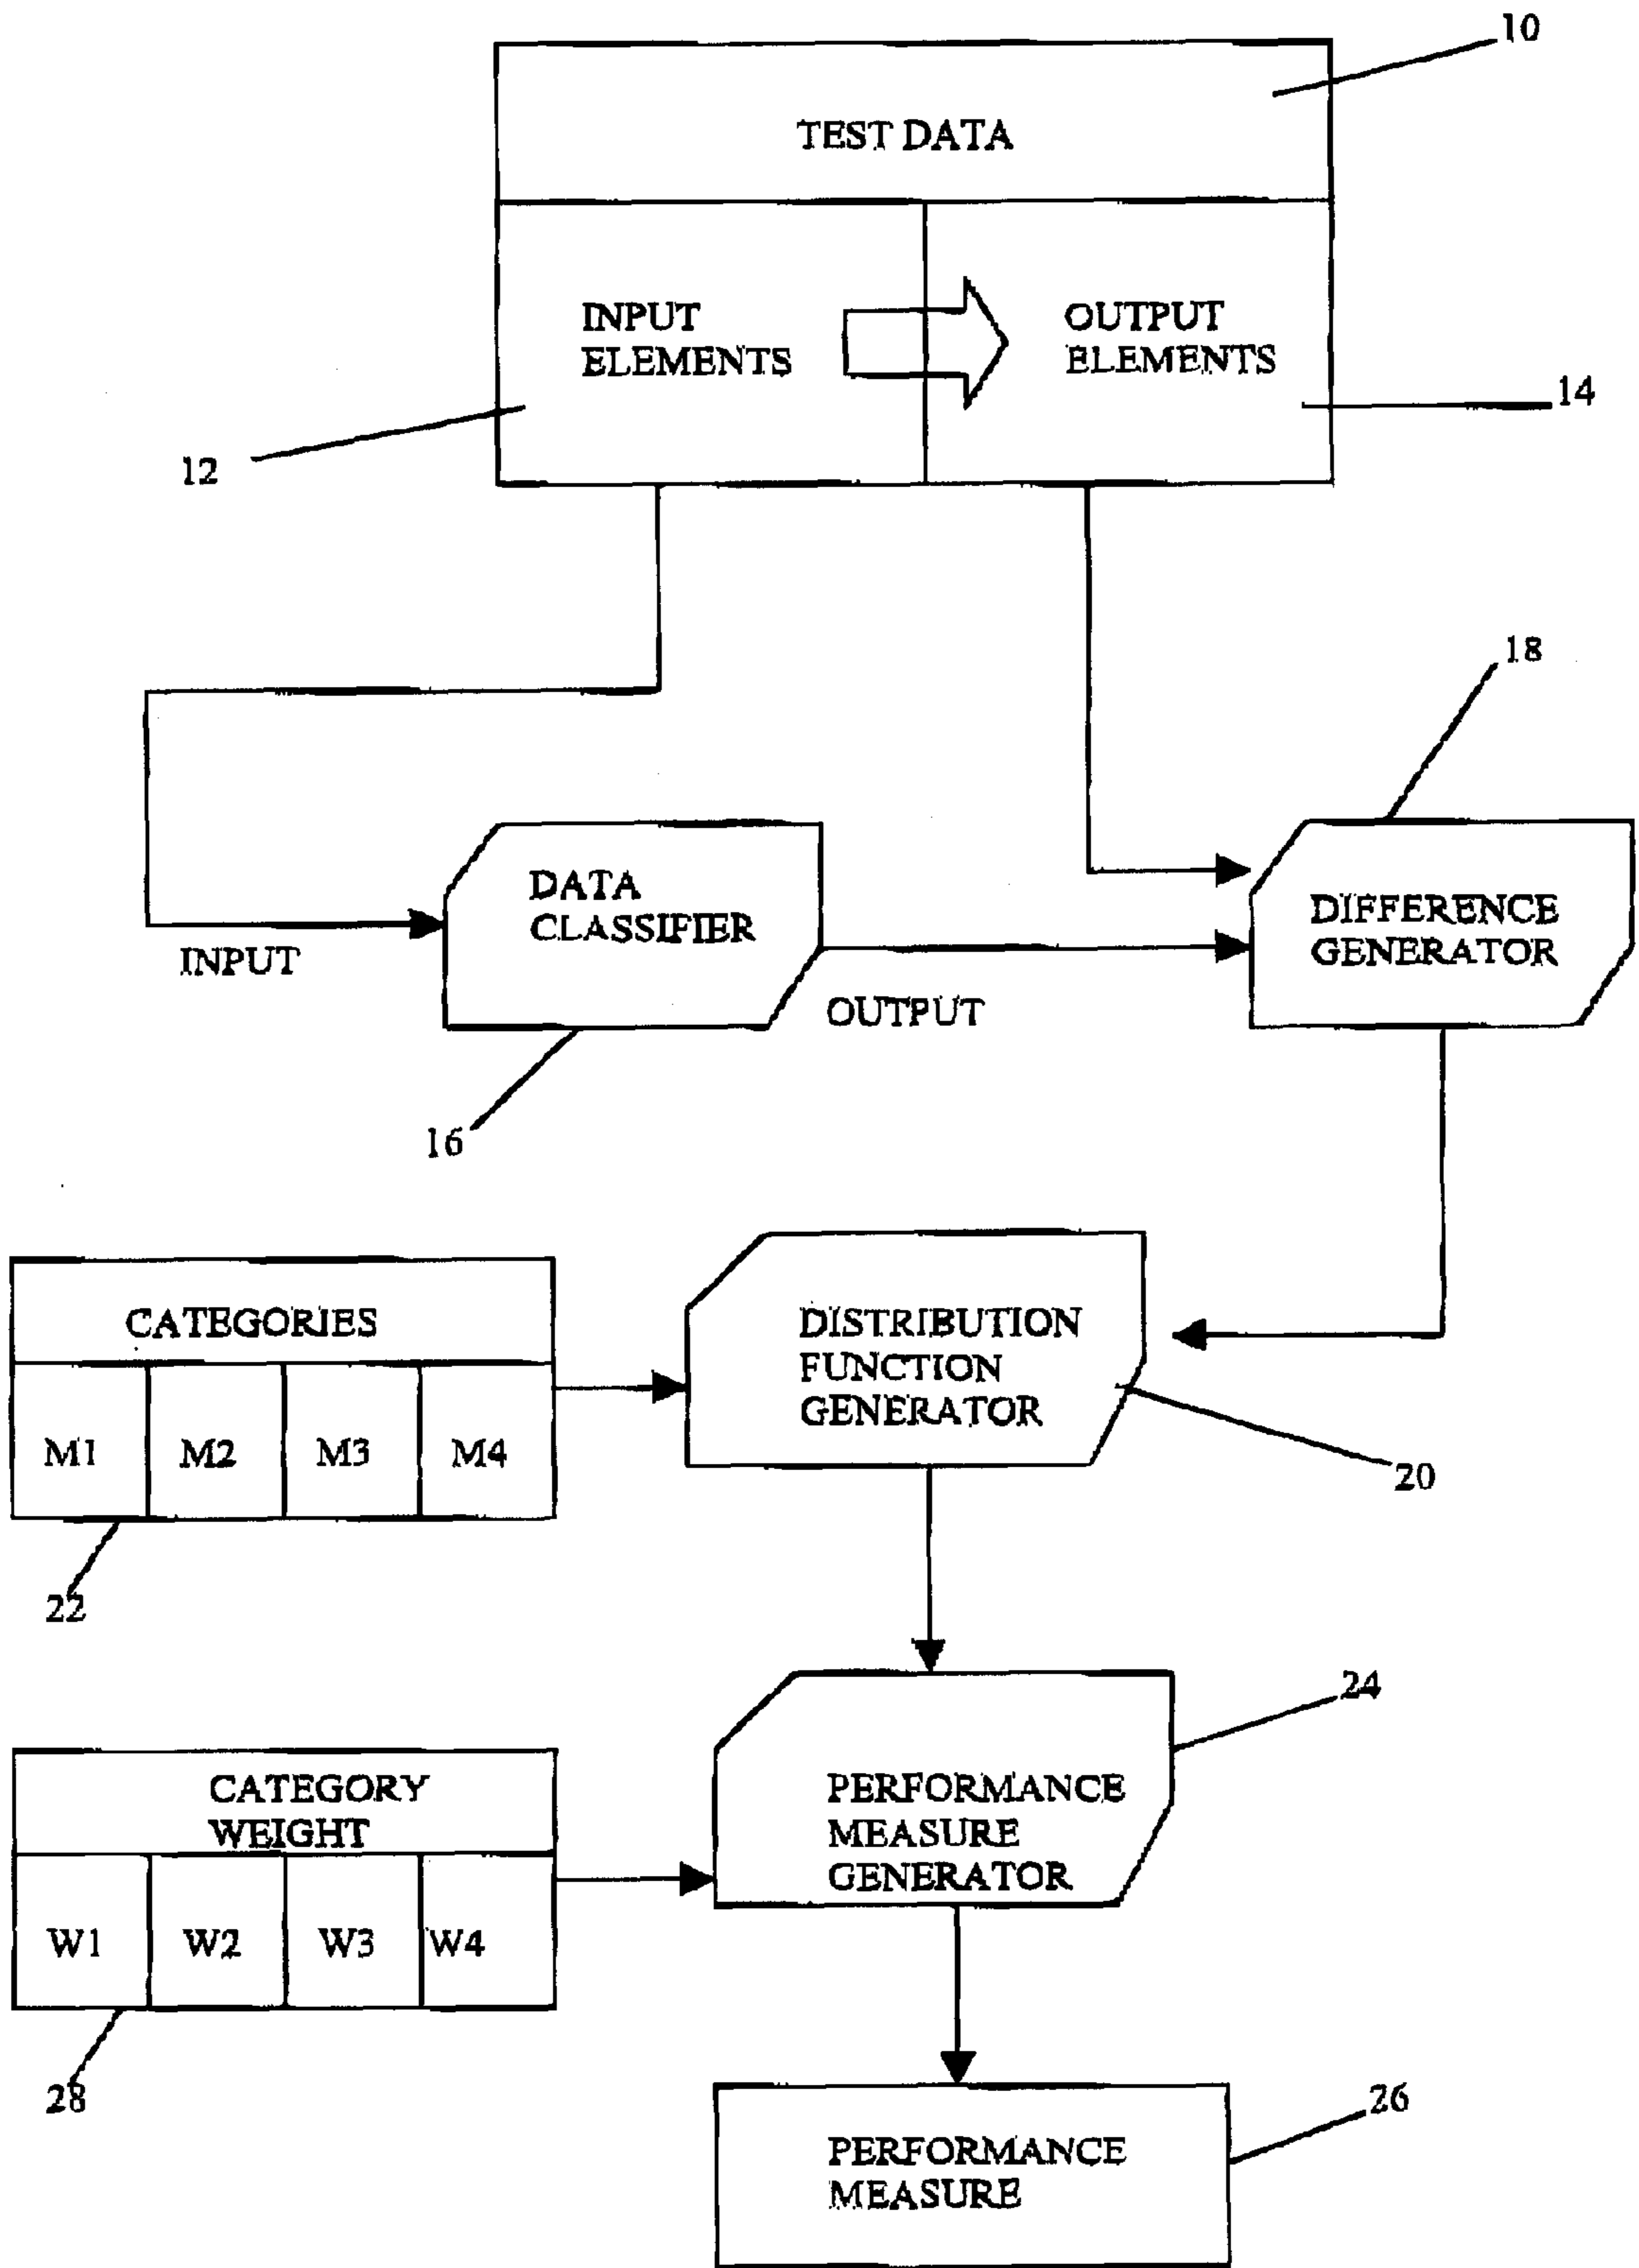 10
TEST DATA
INPUT
ELEMENTS
OUTPUT
ELEMENTS
14
12
18
DATA
CLASSIFIER
DIFFERENCE
GENERATOR
INPUT
OUTPUT
16
CATEGORIES
M1 M2 M3 M4
DISTRIBUTION
FUNCTION
GENERATOR
20
22
24
CATEGORY
WEIGHT
W1 W2 W3 W4
PERFORMANCE
MEASURE
GENERATOR
28
26
PERFORMANCE
MEASURE